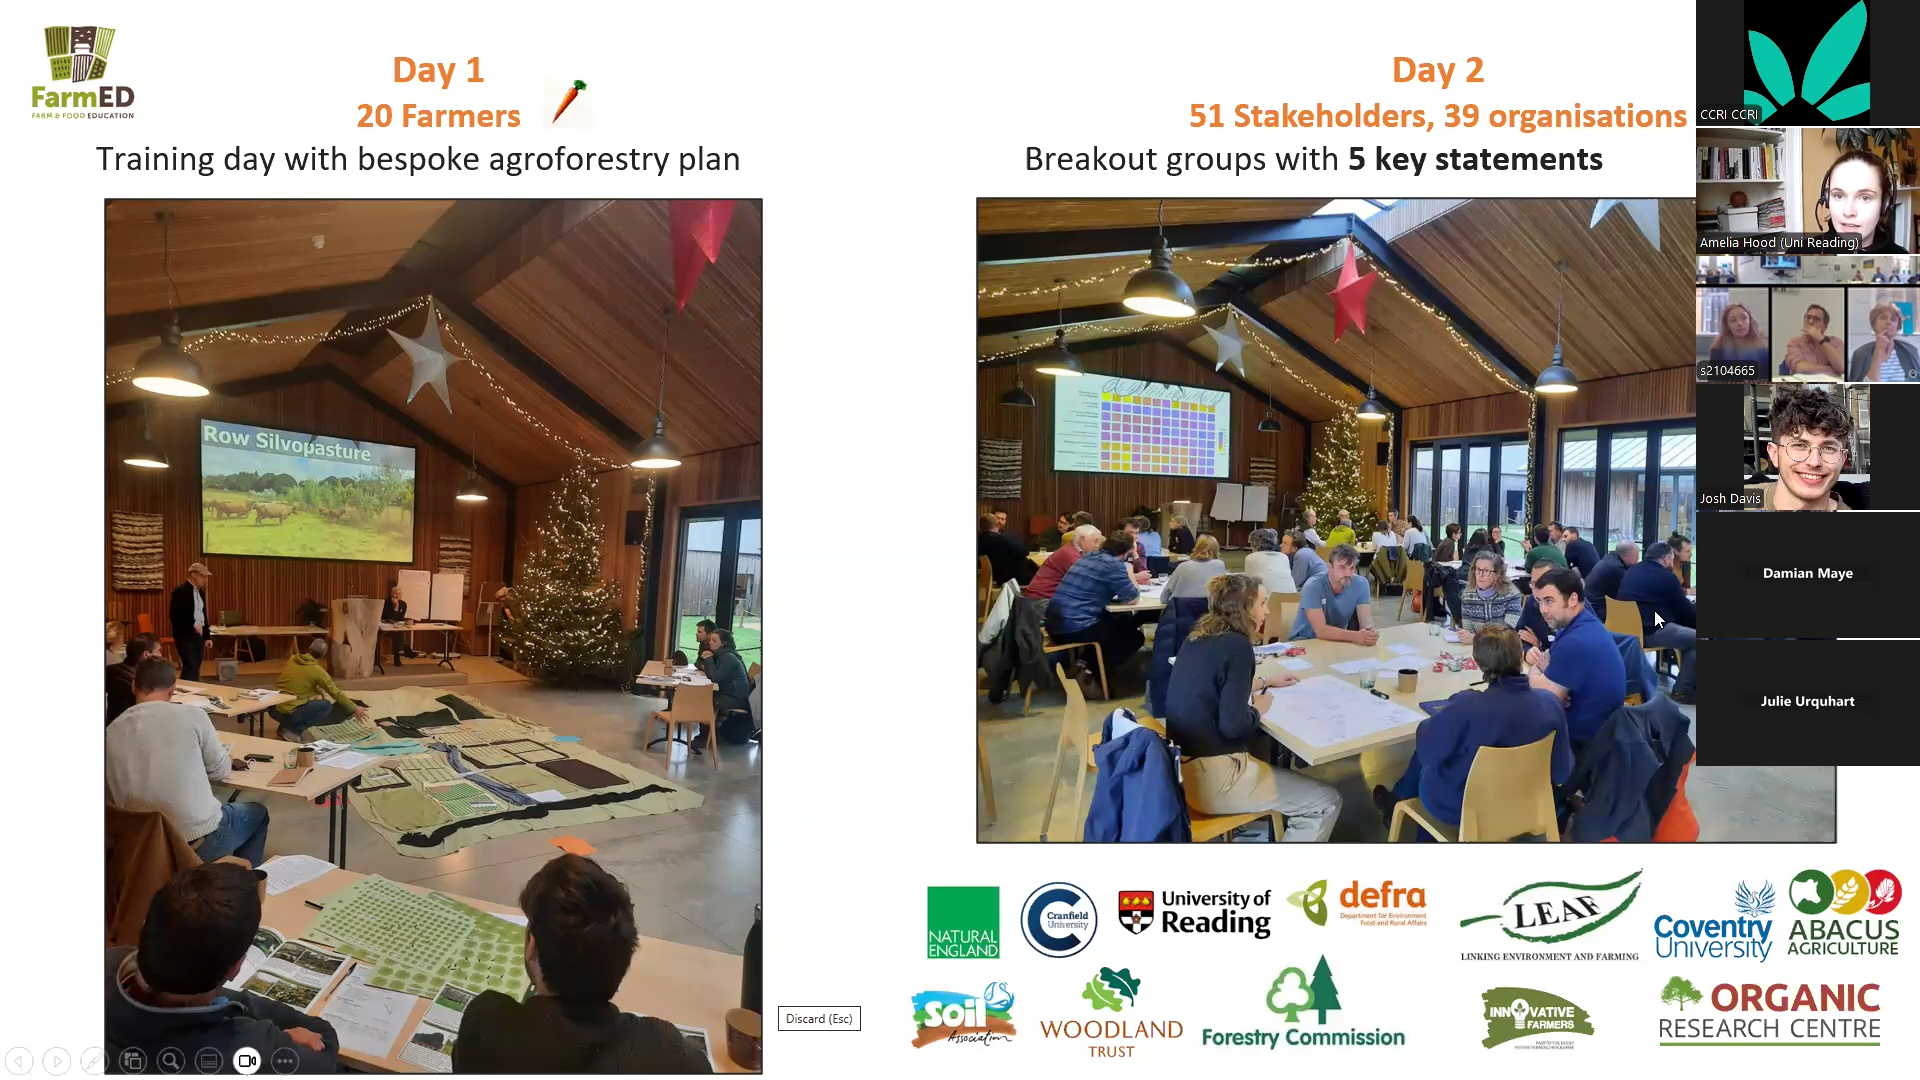 FarmED
FARM & FOOD EDUCATION
Day 1
20 Farmers
Training day with bespoke agroforestry plan
Day 2
51 Stakeholders, 39 organisations
Breakout groups with 5 key statements
Row Silvopasture
CCRI CCRI
Amelia Hood (Uni Reading)
s2104665
Josh Davis
Damian Maye
Julie Urquhart
Discard (Esc)
NATURAL
ENGLAND
Cranfield
University
University of
Reading
defra
Department for Environment
Food and Rural Affairs
LEAF
LINKING ENVIRONMENT AND FARMING
Coventry
University
ABACUS
AGRICULTURE
Soil
Association
WOODLAND
TRUST
Forestry Commission
INNOVATIVE
FARMERS
ORGANIC
RESEARCH CENTRE